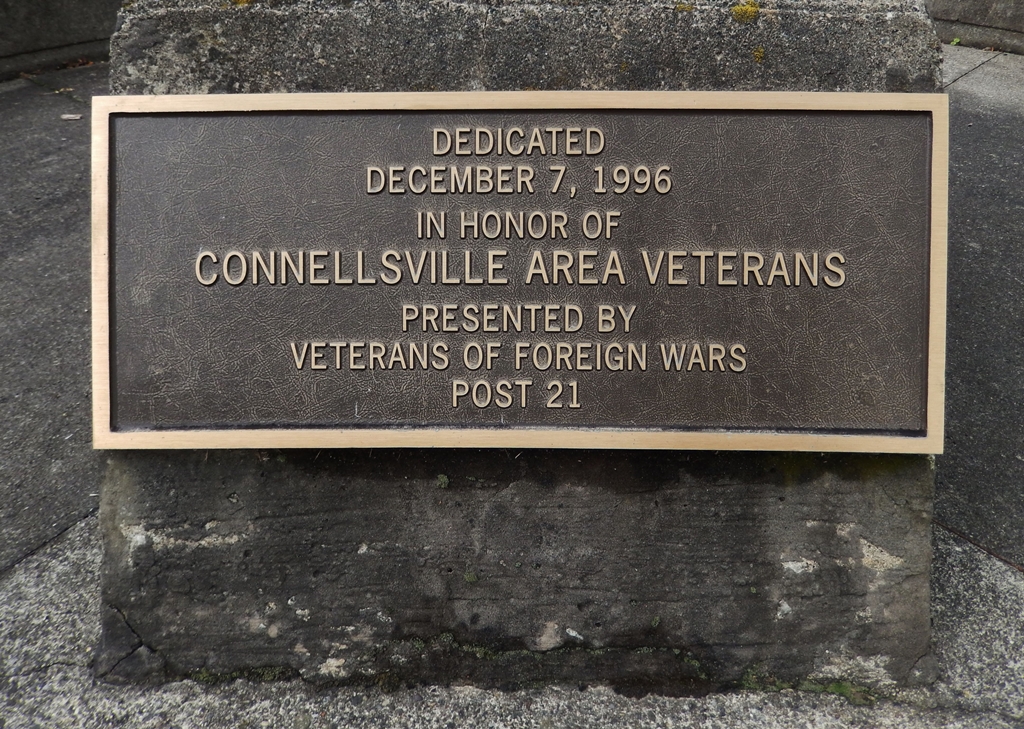 DEDICATED
DECEMBER 7, 1996
IN HONOR OF
CONNELLSVILLE AREA VETERANS
PRESENTED BY
VETERANS OF FOREIGN WARS
POST 21